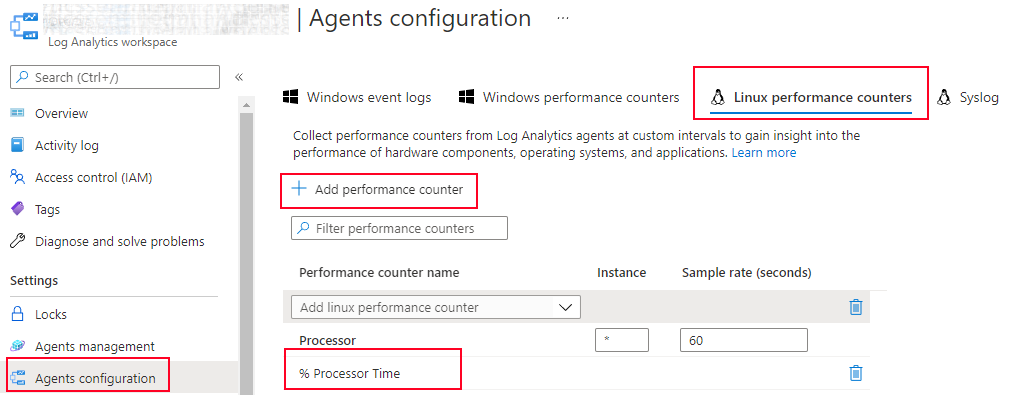 | Agents configuration ...
Log Analytics workspace
Search (Ctrl+/)
«
Overview
Activity log
Access control (IAM)
Tags
Diagnose and solve problems
Settings
Locks
Agents management
Agents configuration
Windows event logs
Windows performance counters
Linux performance counters
Syslog
Collect performance counters from Log Analytics agents at custom intervals to gain insight into the
performance of hardware components, operating systems, and applications. Learn more
+ Add performance counter
Filter performance counters
Performance counter name Instance Sample rate (seconds)
Add linux performance counter
Processor * 60
% Processor Time